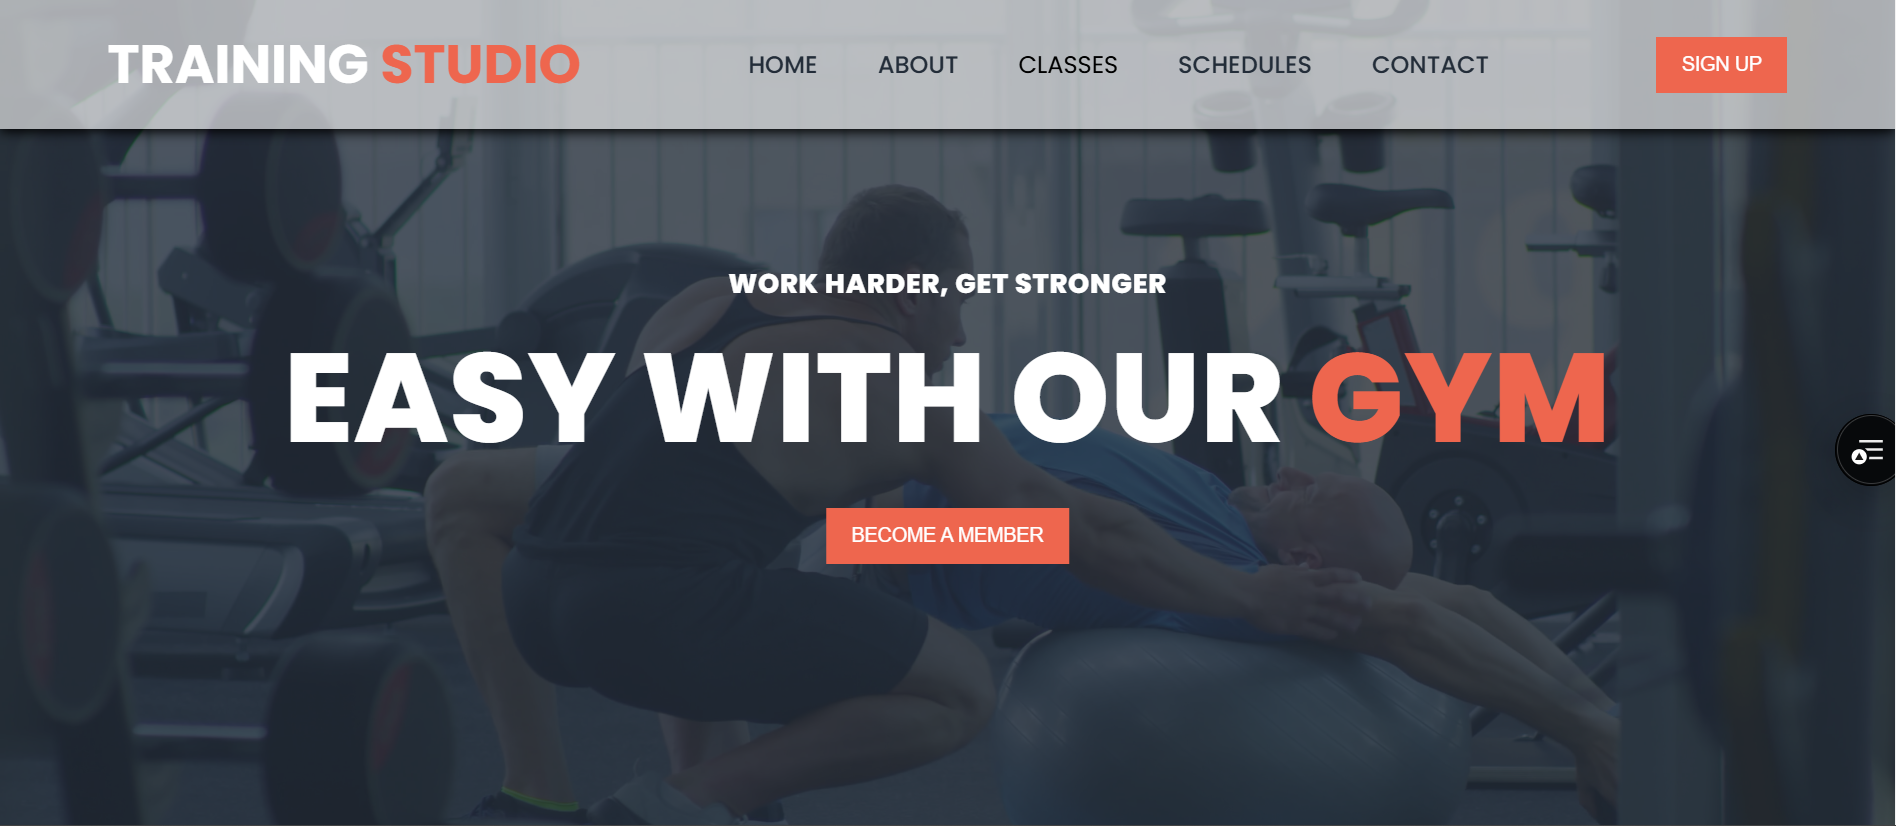 TRAINING STUDIO
HOME
ABOUT
CLASSES
SCHEDULES
CONTACT
SIGN UP
WORK HARDER, GET STRONGER
EASY WITH OUR GYM
BECOME A MEMBER